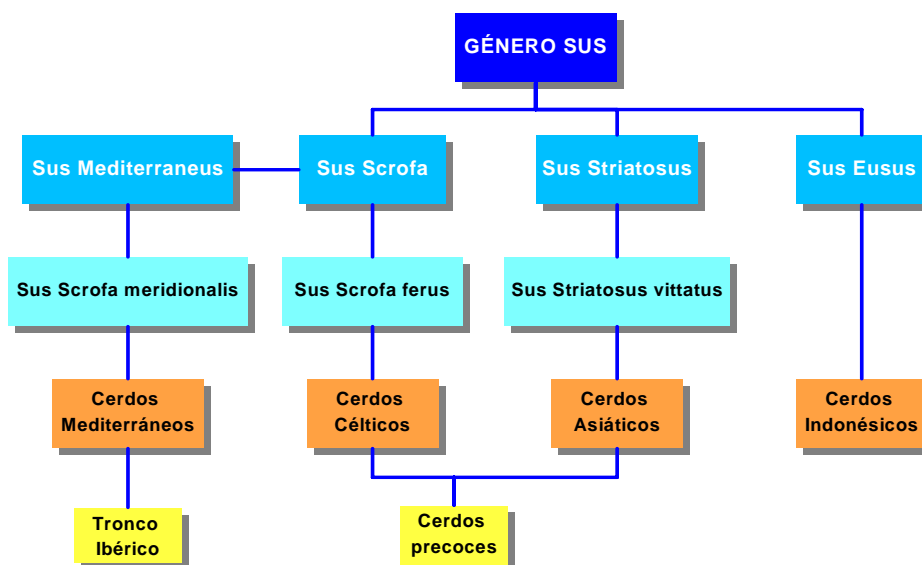 GÉNERO SUS
Sus Mediterraneus
Sus Scrofa
Sus Striatosus
Sus Eusus
Sus Scrofa meridionalis
Sus Scrofa ferus
Sus Striatosus vittatus
Cerdos
Mediterráneos
Cerdos
Célticos
Cerdos
Asiáticos
Cerdos
Indonésicos
Tronco
Ibérico
Cerdos
precoces